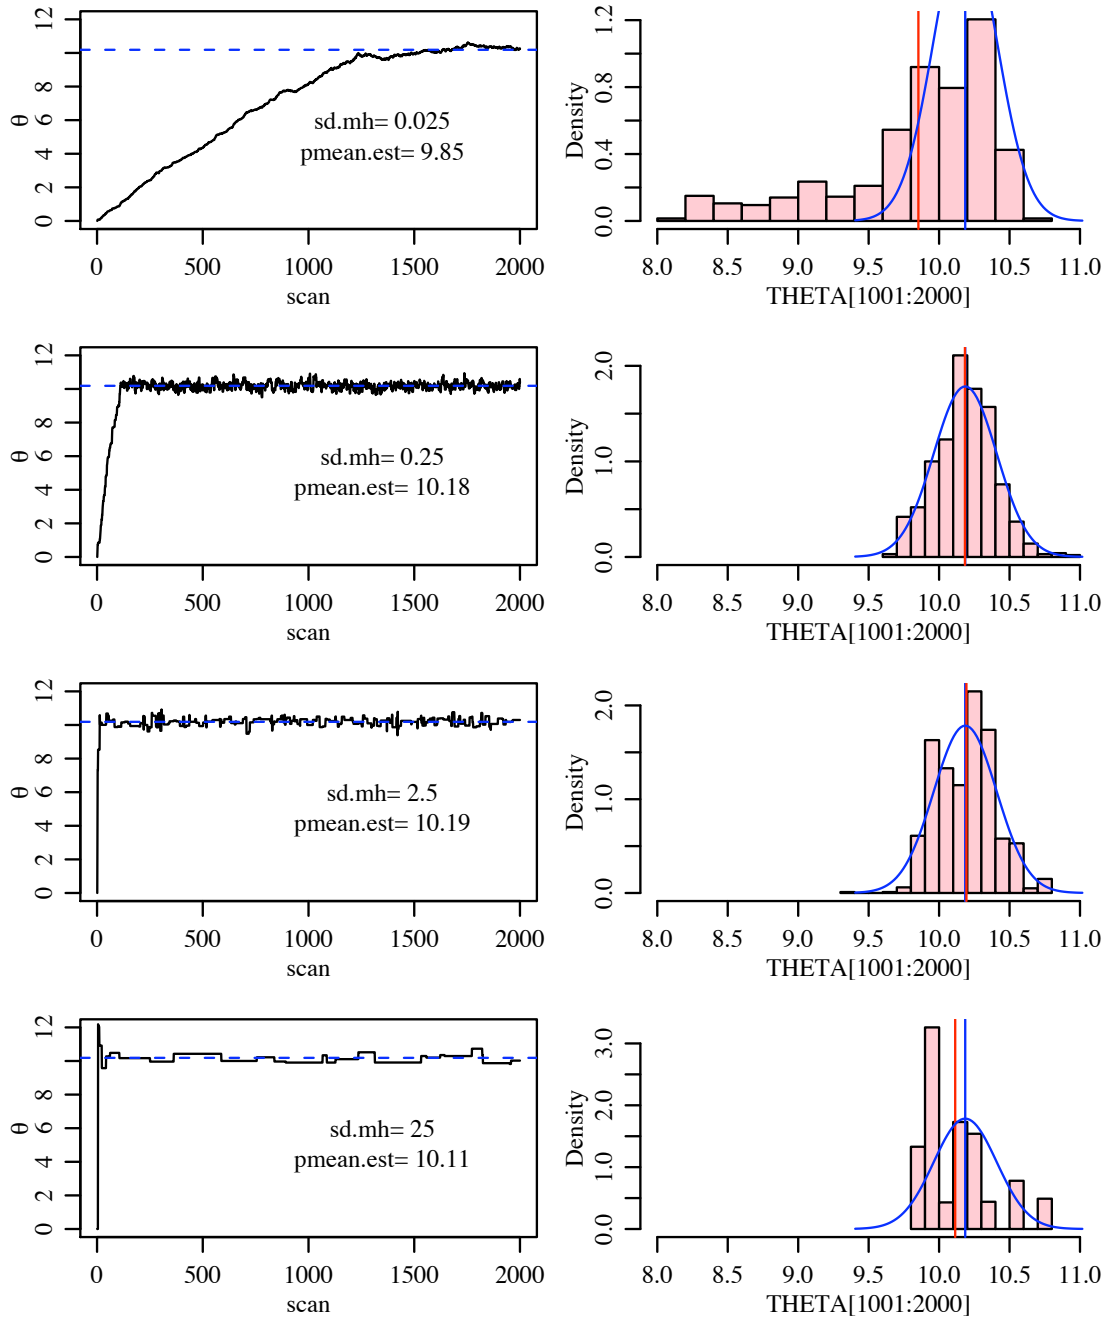 0 2 4 6 8 12
θ
sd.mh= 0.025
pmean.est= 9.85
0 500 1000 1500 2000
scan
0.0 0.4 0.8 1.2
Density
8.0 8.5 9.0 9.5 10.0 10.5 11.0
THETA[1001:2000]
0 2 4 6 8 12
θ
sd.mh= 0.25
pmean.est= 10.18
0 500 1000 1500 2000
scan
0.0 1.0 2.0
Density
8.0 8.5 9.0 9.5 10.0 10.5 11.0
THETA[1001:2000]
0 2 4 6 8 12
θ
sd.mh= 2.5
pmean.est= 10.19
0 500 1000 1500 2000
scan
0.0 1.0 2.0
Density
8.0 8.5 9.0 9.5 10.0 10.5 11.0
THETA[1001:2000]
0 2 4 6 8 12
θ
sd.mh= 25
pmean.est= 10.11
0 500 1000 1500 2000
scan
0.0 1.0 2.0 3.0
Density
8.0 8.5 9.0 9.5 10.0 10.5 11.0
THETA[1001:2000]